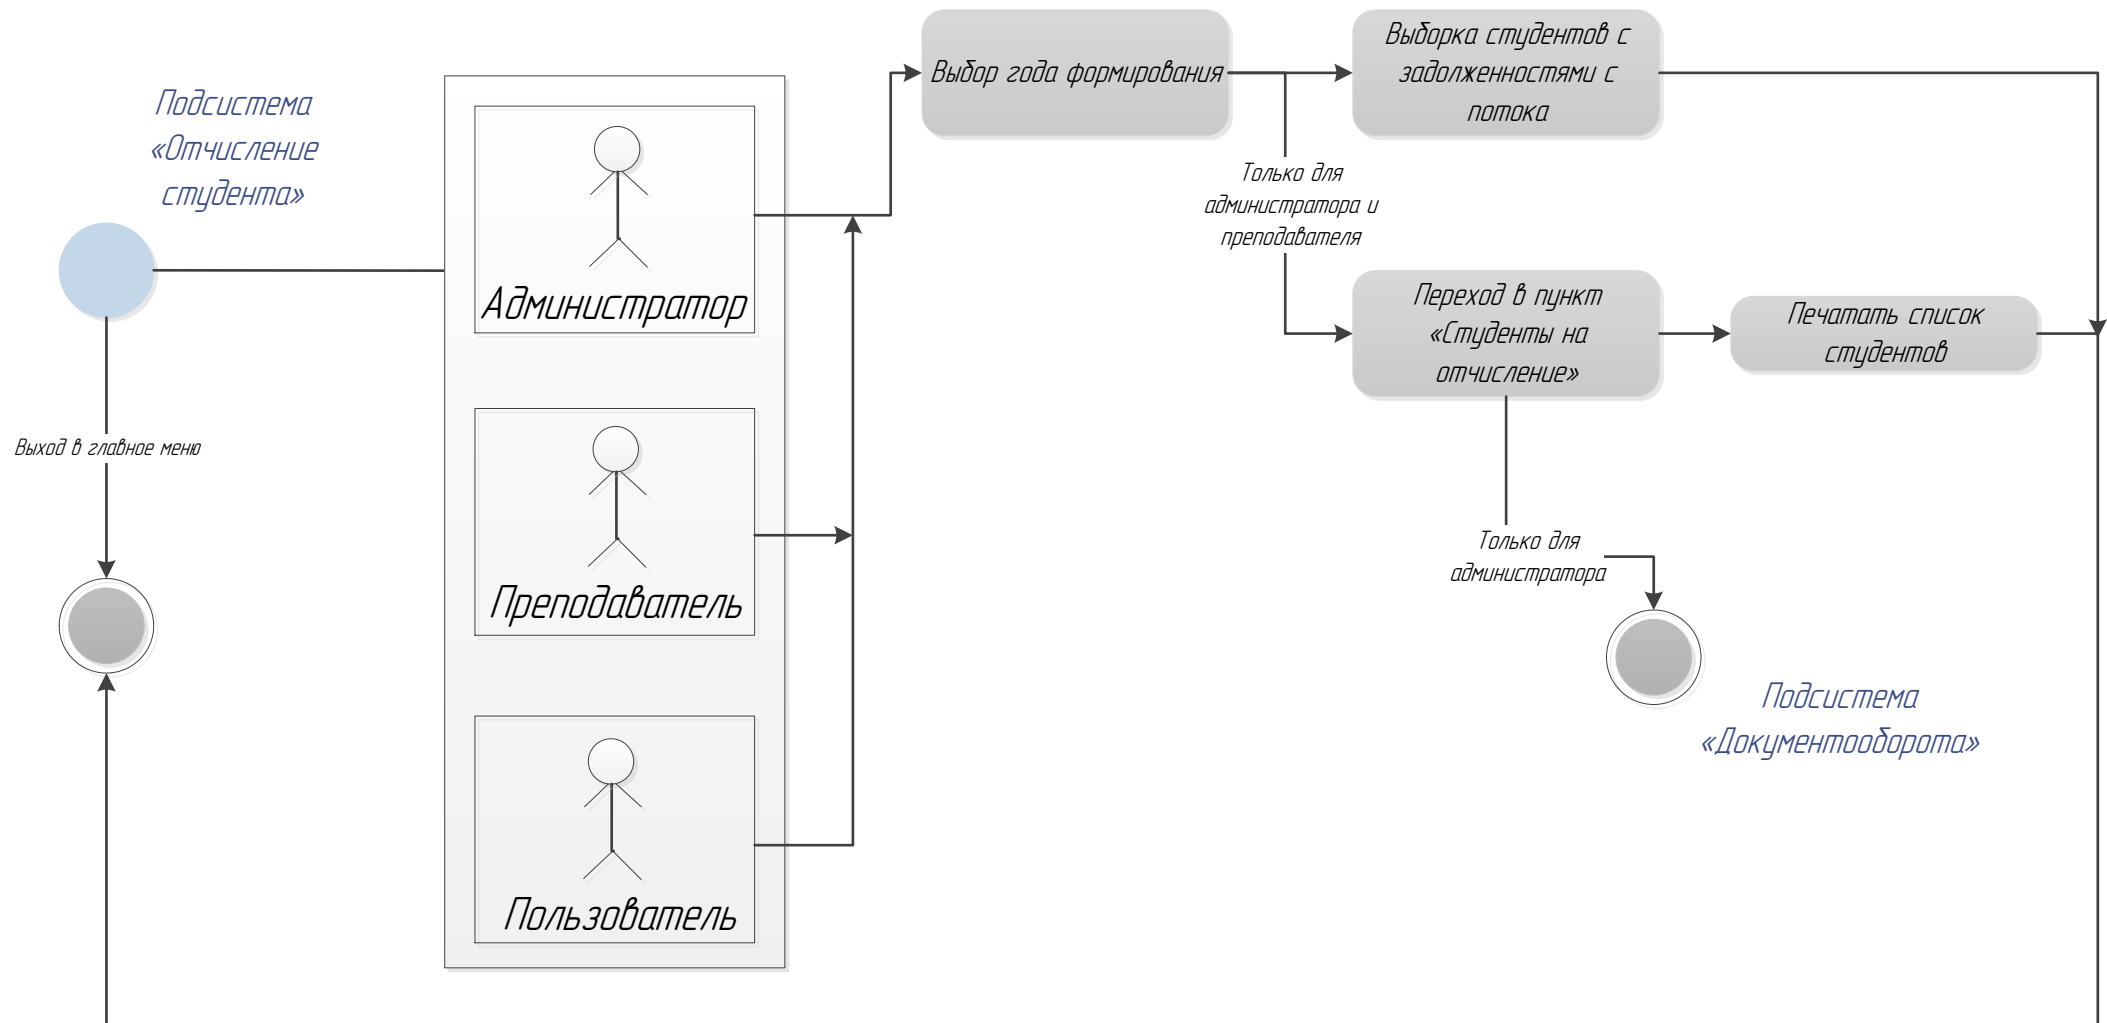 Подсистема
«Отчисление
студента»
Выход в главное меню
Администратор
Преподаватель
Пользователь
Выбор года формирования
Выборка студентов с
задолженностями с
потока
Только для
администратора и
преподавателя
Переход в пункт
«Студенты на
отчисление»
Печатать список
студентов
Только для
администратора
Подсистема
«Документооборота»